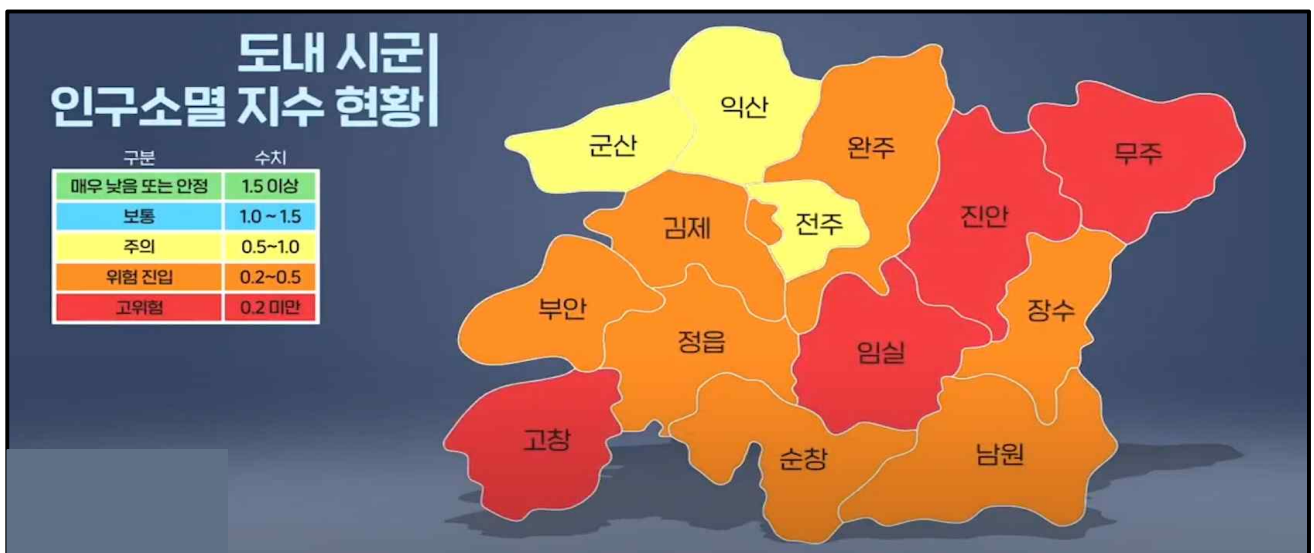 도내 시군
인구소멸 지수 현황
구분 수치
매우 낮음 또는 안정 1.5 이상
보통 1.0 ~ 1.5
주의 0.5~1.0
위험 진입 0.2~0.5
고위험 0.2 미만
익산
군산
완주
무주
진안
전주
김제
부안
정읍
장수
임실
고창
순창
남원